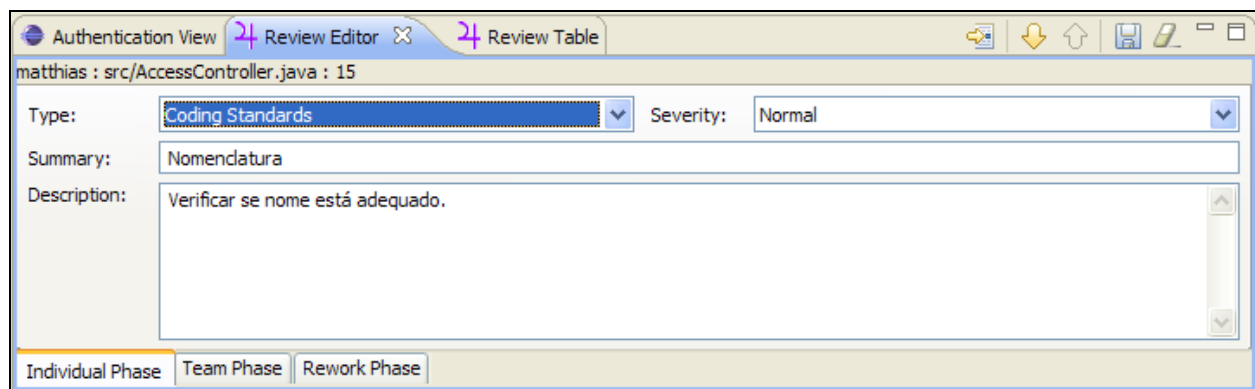 Authentication View Review Editor Review Table
matthias : src/AccessController.java : 15
Type: Coding Standards Severity: Normal
Summary: Nomenclatura
Description: Verificar se nome está adequado.
Individual Phase Team Phase Rework Phase